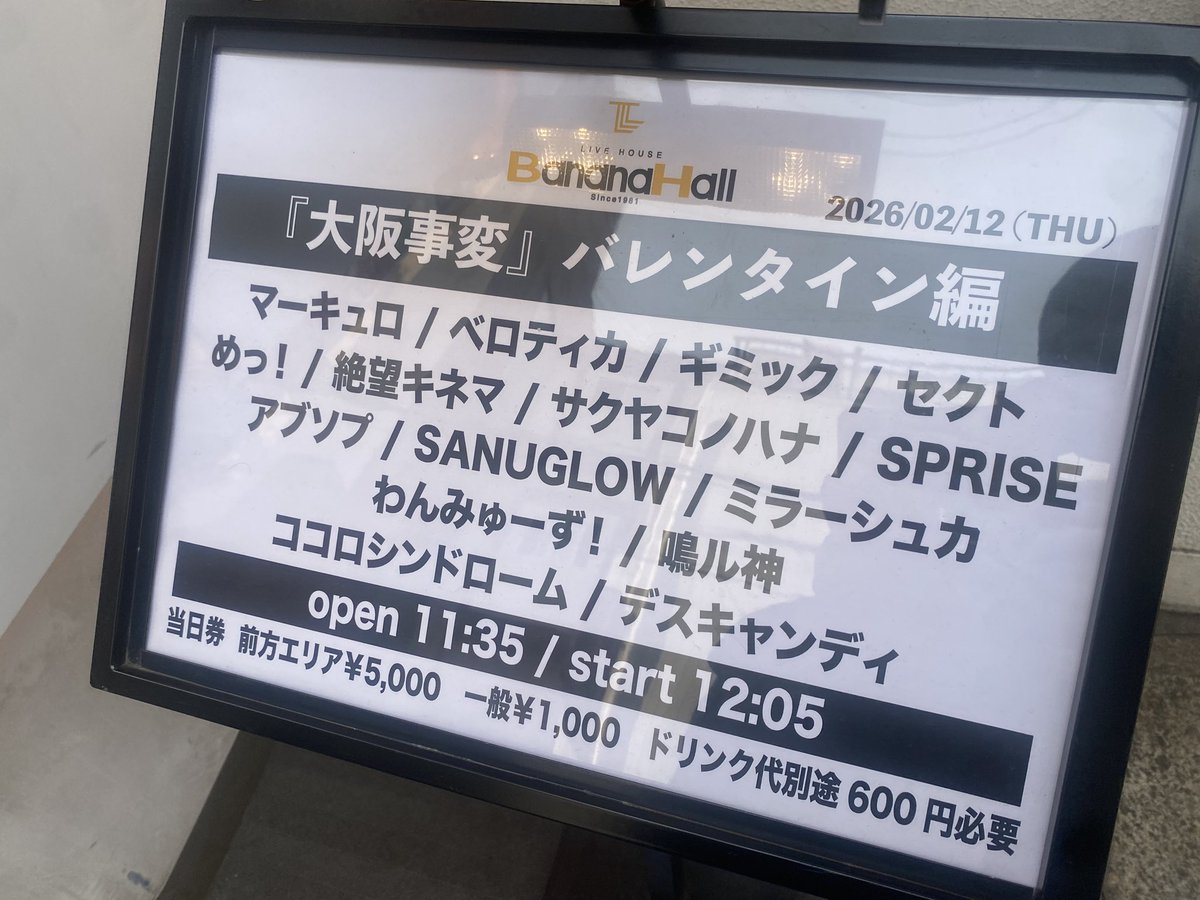 LIVE HOUSE
BananaHall
Since1981
2026/02/12(THU)
『大阪事変』バレンタイン編
マーキュロ / ベロティカ / ギミック / セクト
めっ! / 絶望キネマ / サクヤコノハナ / SPRISE
アブソプ / SANUGLOW / ミラーシュカ
わんみゅーず! / 鳴ル神
ココロシンドローム / デスキャンディ
open 11:35 / start 12:05
当日券 前方エリア¥5,000 一般¥1,000 ドリンク代別途600円必要